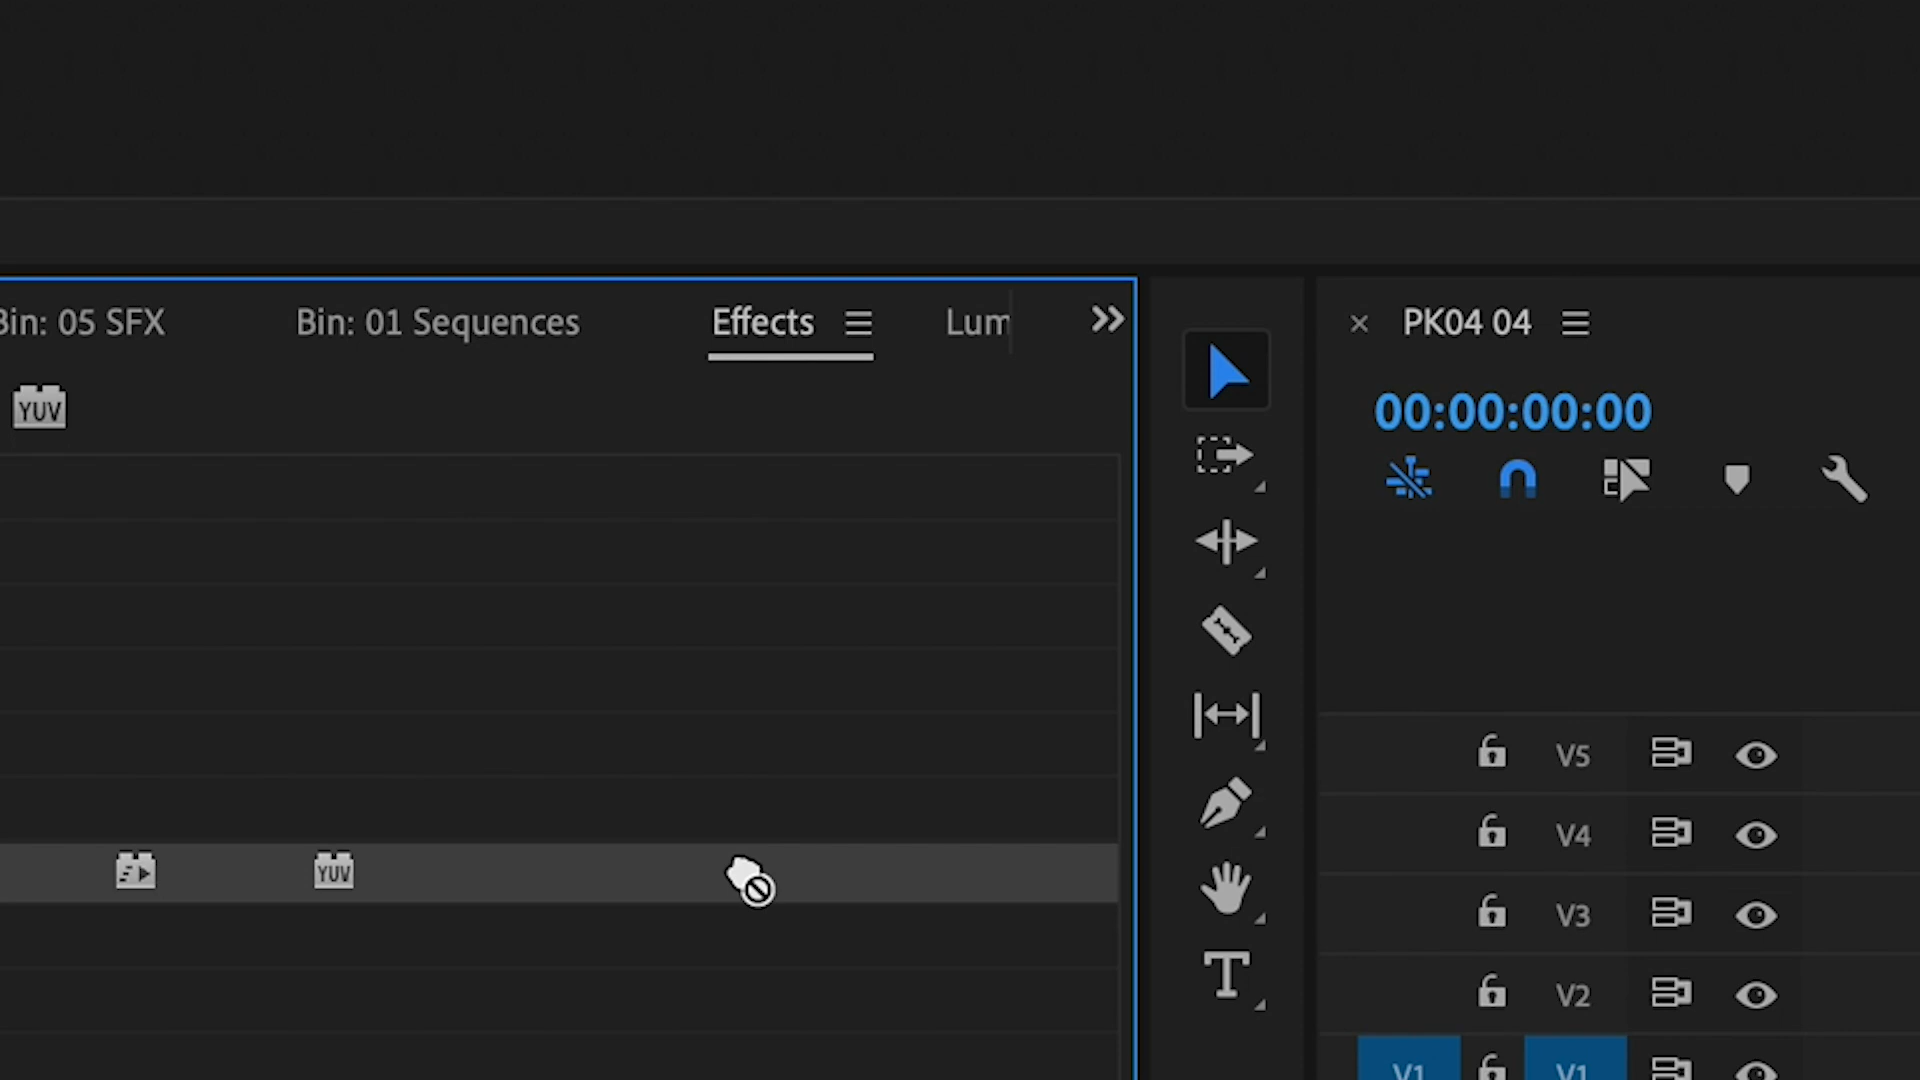 Bin: 05 SFX
Bin: 01 Sequences
Effects
Lum
PK04 04
YUV
00:00:00:00
V5
V4
YUV
V3
T
V2
V1
V1